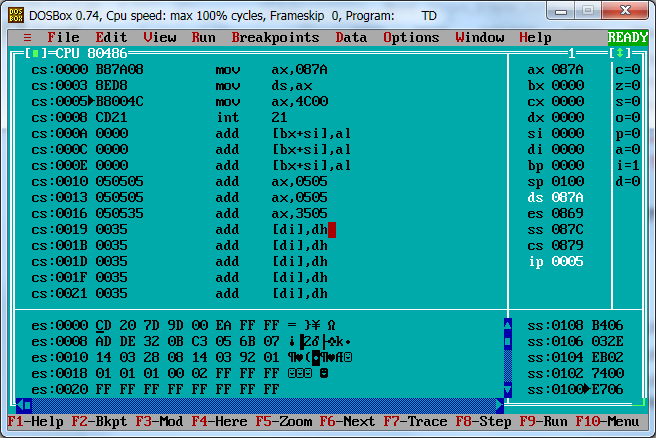 DOSBox 0.74, Cpu speed: max 100% cycles, Frameskip 0, Program: TD
≡ File Edit View Run Breakpoints Data Options Window Help READY
[■]=CPU 80486 1 [↕]
cs:0000 B87A08 mov ax,087A ax 087A c=0
cs:0003 8ED8 mov ds,ax bx 0000 z=0
cs:0005►B8004C mov ax,4C00 cx 0000 s=0
cs:0008 CD21 int 21 dx 0000 o=0
cs:000A 0000 add [bx+si],al si 0000 p=0
cs:000C 0000 add [bx+si],al di 0000 a=0
cs:000E 0000 add [bx+si],al bp 0000 i=1
cs:0010 050505 add ax,0505 sp 0100 d=0
cs:0013 050505 add ax,0505 ds 087A
cs:0016 050535 add ax,3505 es 0869
cs:0019 0035 add [di],dh ss 087C
cs:001B 0035 add [di],dh cs 0879
cs:001D 0035 add [di],dh ip 0005
cs:001F 0035 add [di],dh
cs:0021 0035 add [di],dh
es:0000 CD 20 7D 9D 00 EA FF FF = }¥ Ω ss:0108 B406
es:0008 AD DE 32 0B C3 05 6B 07 ¡▐2♂├♣k• ss:0106 032E
es:0010 14 03 28 08 14 03 92 01 ¶♥(◘¶♥Æ☺ ss:0104 EB02
es:0018 01 01 01 00 02 FF FF FF ☺☺☺ ☻ ss:0102 7400
es:0020 FF FF FF FF FF FF FF FF ss:0100►E706
F1-Help F2-Bkpt F3-Mod F4-Here F5-Zoom F6-Next F7-Trace F8-Step F9-Run F10-Menu